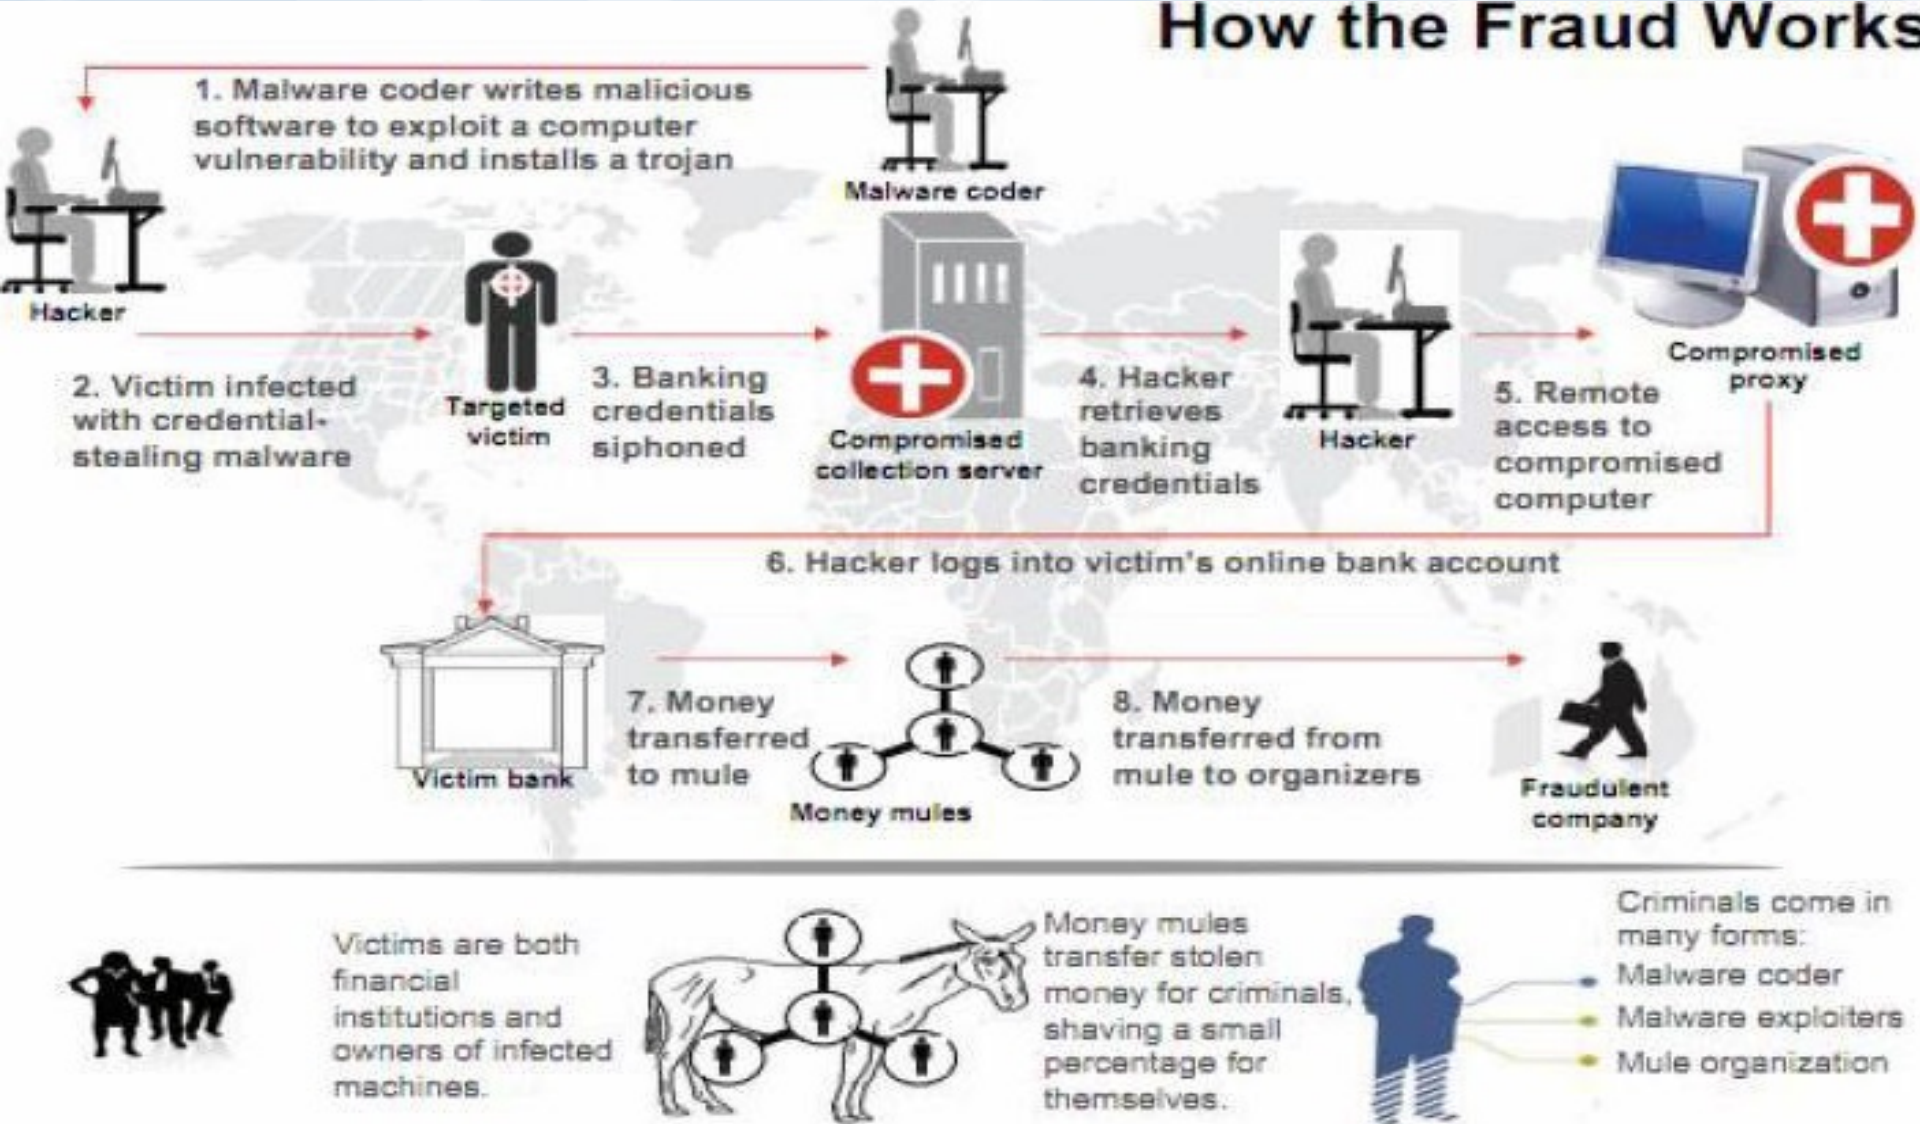 How the Fraud Works
1. Malware coder writes malicious
software to exploit a computer
vulnerability and installs a trojan
Malware coder
Hacker
2. Victim infected
with credential-
stealing malware
Targeted
victim
3. Banking
credentials
siphoned
Compromised
collection server
4. Hacker
retrieves
banking
credentials
Hacker
5. Remote
access to
compromised
computer
Compromised
proxy
6. Hacker logs into victim's online bank account
Victim bank
7. Money
transferred
to mule
Money mules
8. Money
transferred from
mule to organizers
Fraudulent
company
Victims are both
financial
institutions and
owners of infected
machines.
Money mules
transfer stolen
money for criminals,
shaving a small
percentage for
themselves.
Criminals come in
many forms:
Malware coder
Malware exploiters
Mule organization